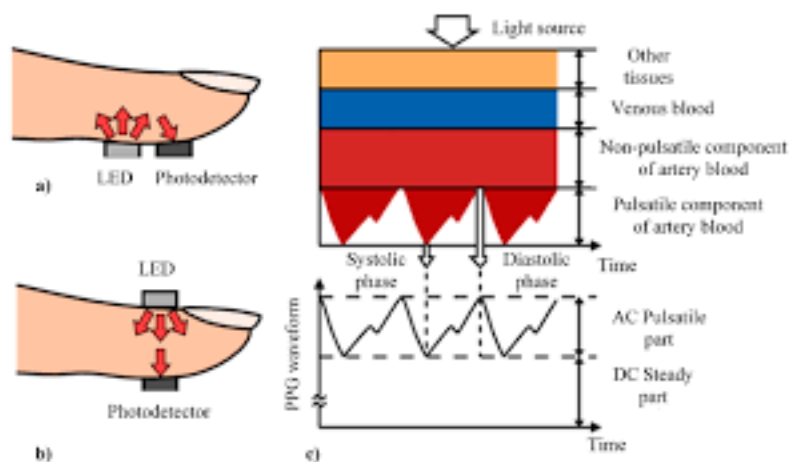 LED Photodetector
a)
LED
Photodetector
b)
Light source
Other
tissues
Venous blood
Non-pulsatile component
of artery blood
Pulsatile component
of artery blood
Systolic
phase
Diastolic
phase
Time
PPG waveform
AC Pulsatile
part
DC Steady
part
Time
c)